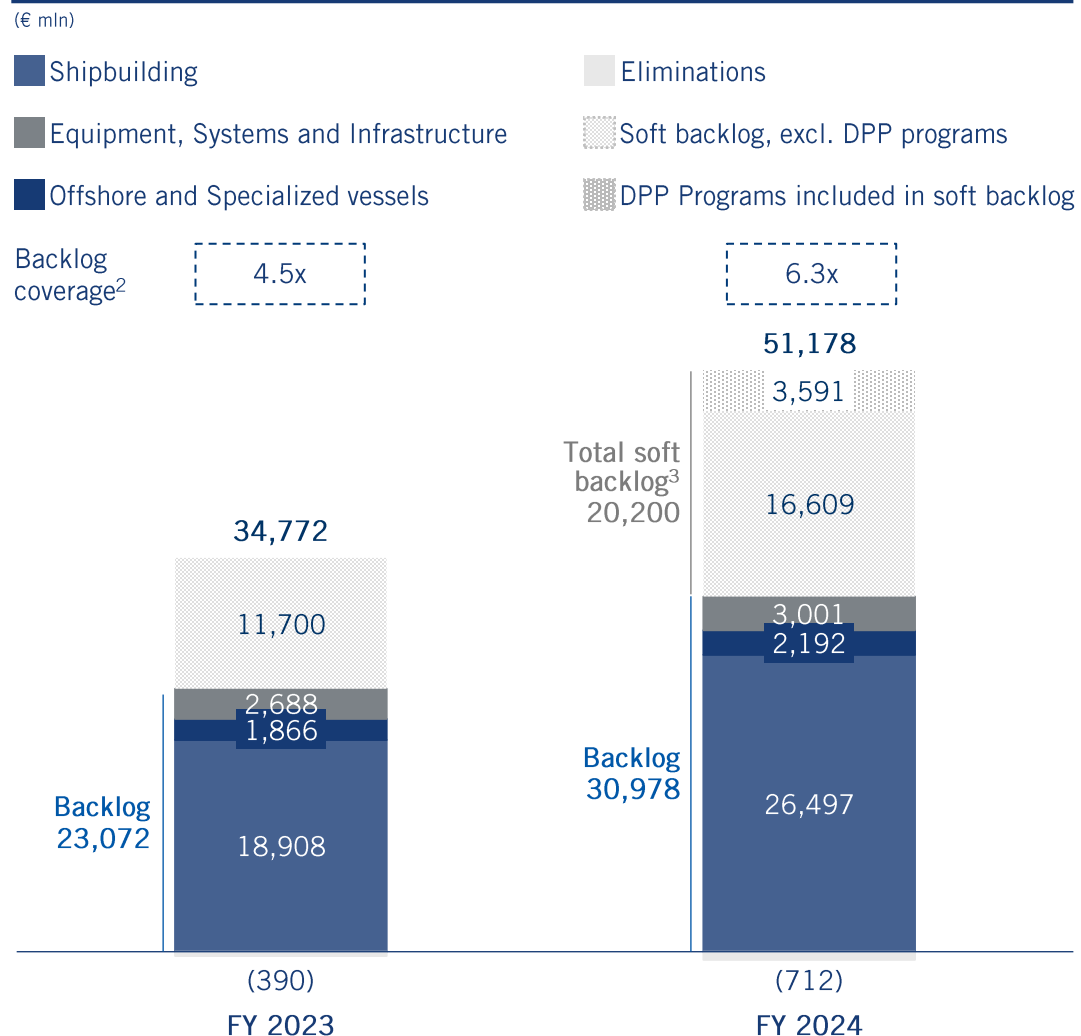 (€ mln)
Shipbuilding
Eliminations
Equipment, Systems and Infrastructure
Soft backlog, excl. DPP programs
Offshore and Specialized vessels
DPP Programs included in soft backlog
Backlog
coverage2
4.5x
6.3x
34,772
11,700
2,688
1,866
18,908
Backlog
23,072
(390)
FY 2023
51,178
3,591
Total soft
backlog3
20,200
16,609
3,001
2,192
Backlog
30,978
26,497
(712)
FY 2024